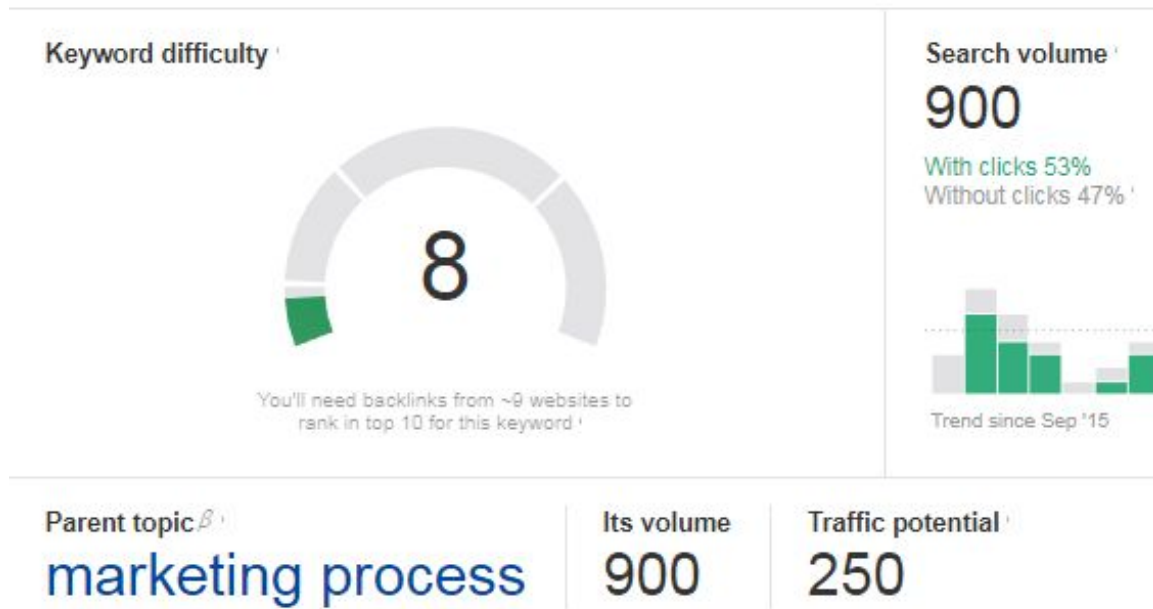 Keyword difficulty
8
You'll need backlinks from ~9 websites to
rank in top 10 for this keyword
Search volume
900
With clicks 53%
Without clicks 47%
Trend since Sep '15
Parent topic β
marketing process
Its volume
900
Traffic potential
250